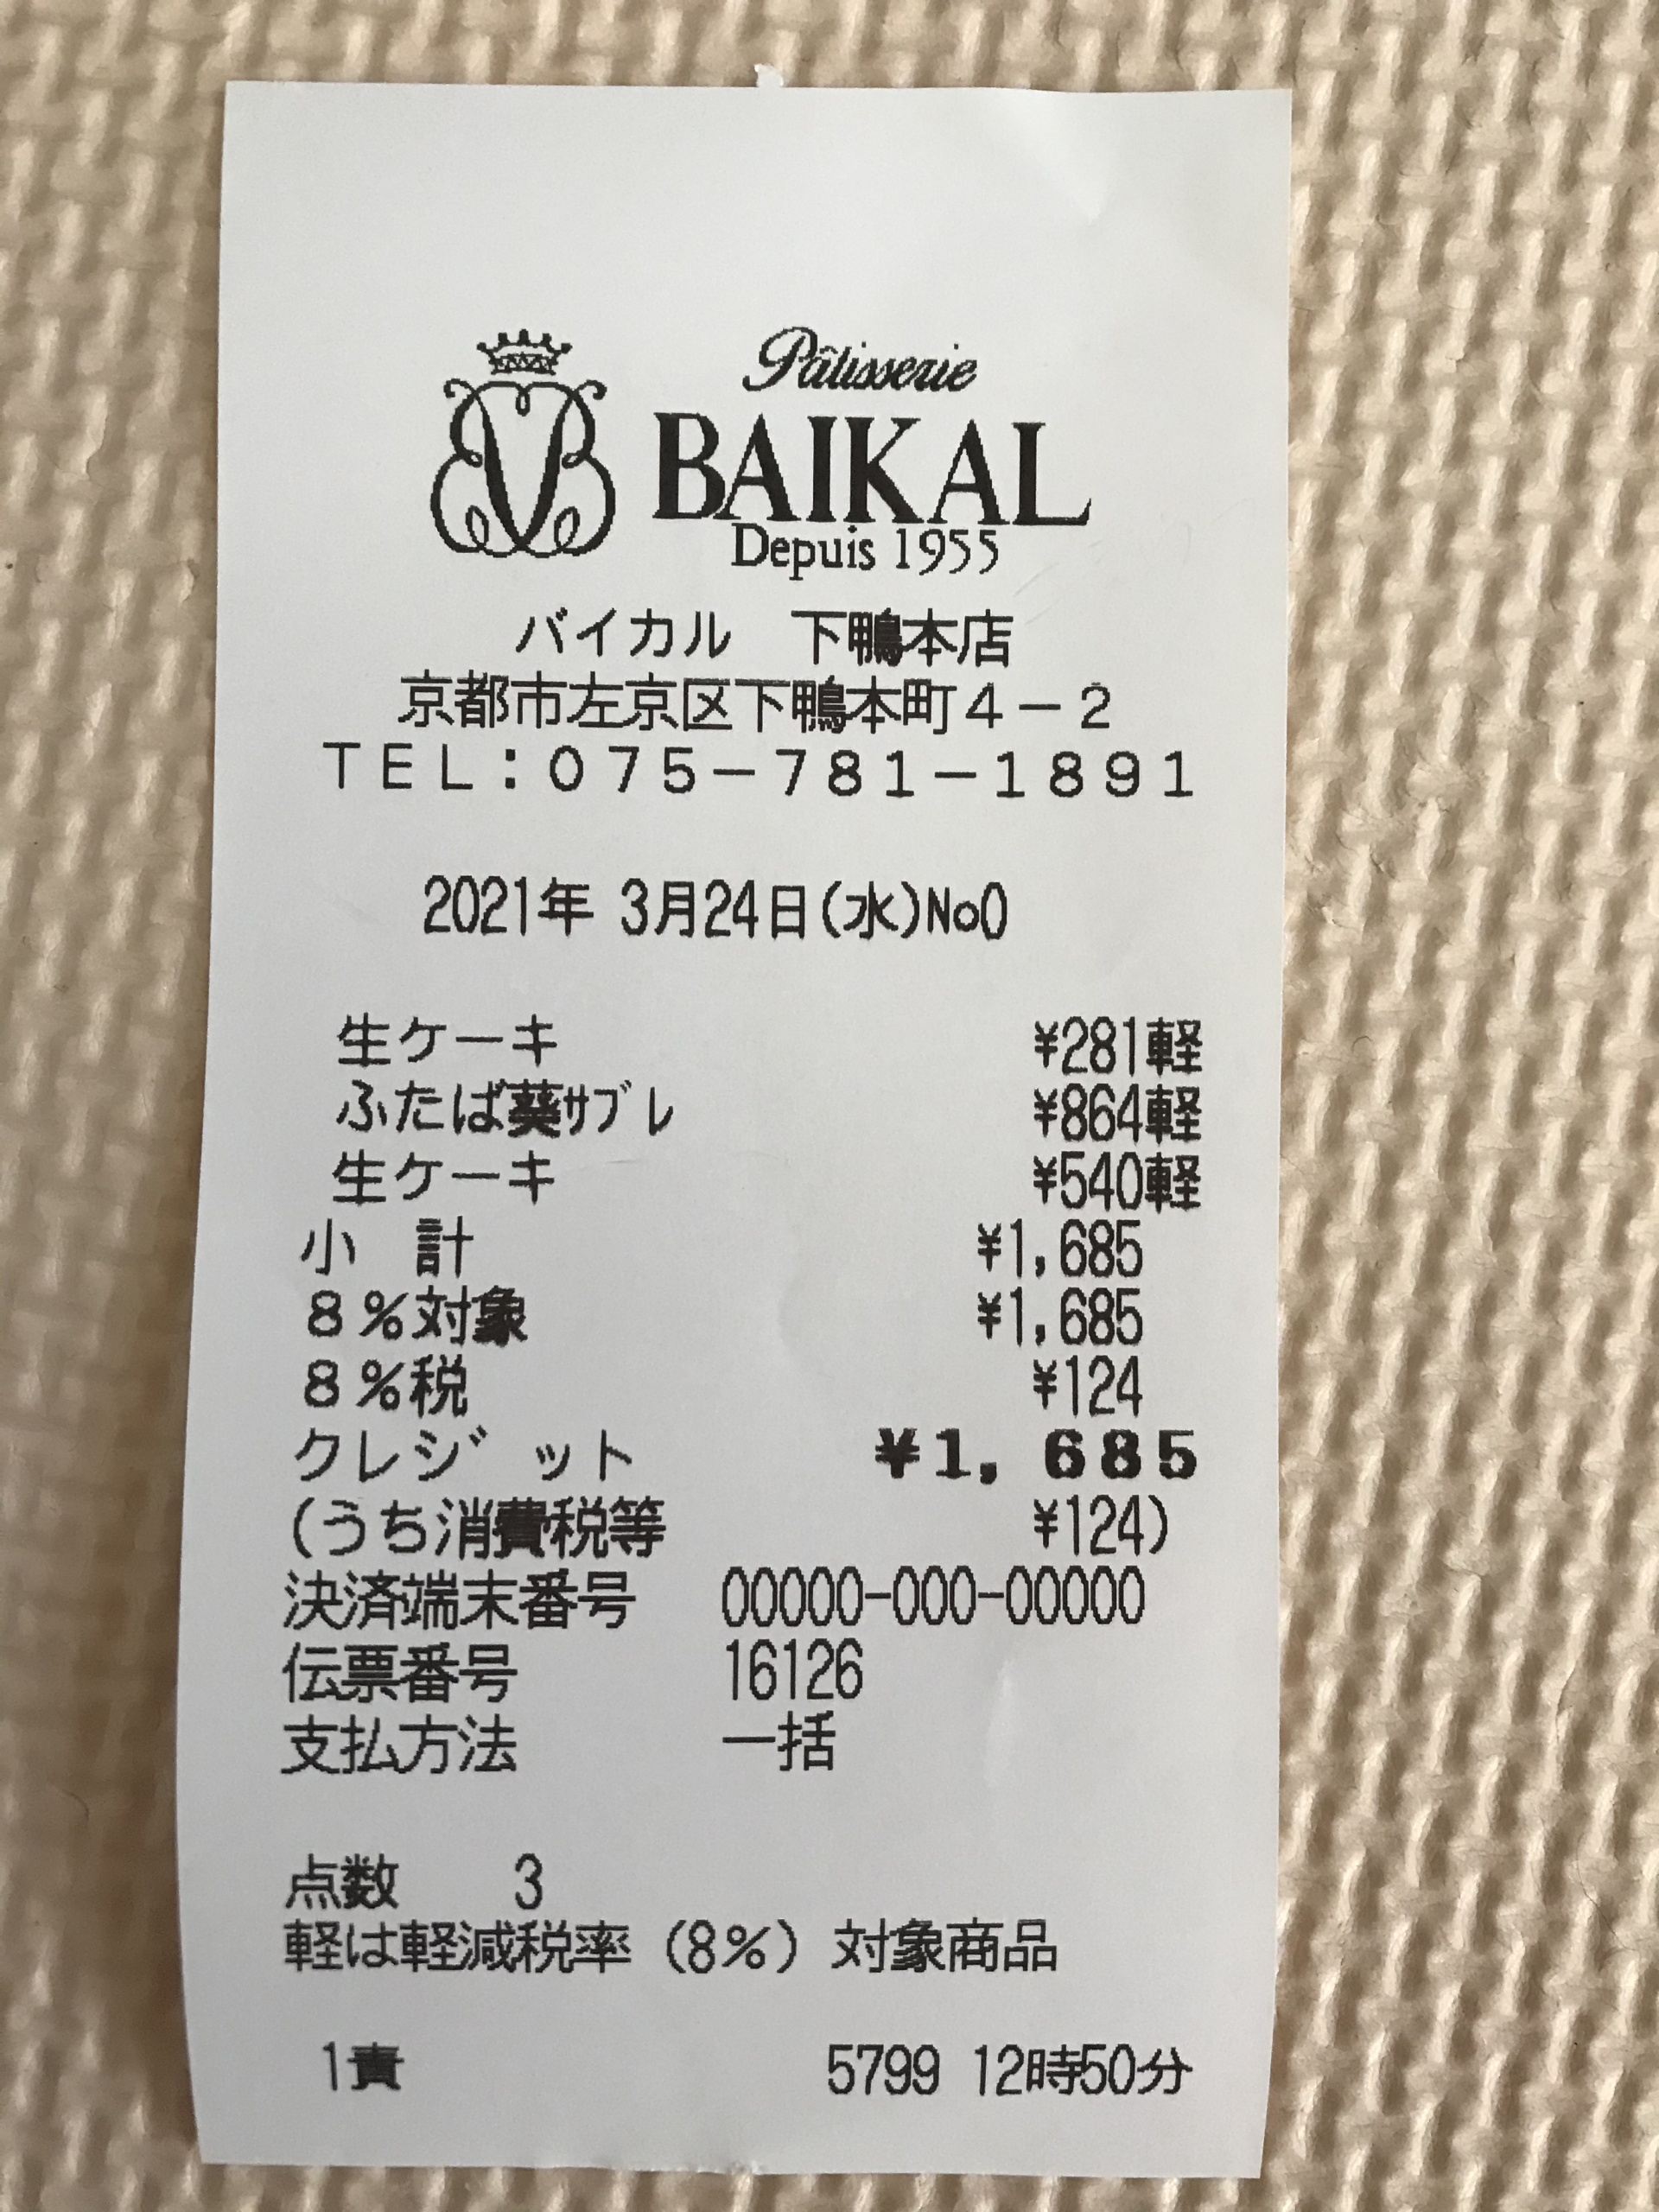 Pâtisserie
BAIKAL
Depuis 1955
バイカル　下鴨本店
京都市左京区下鴨本町４－２
ＴＥＬ：０７５－７８１－１８９１
2021年 3月24日(水)No0
生ケーキ ¥281軽
ふたば葵ｻﾌﾞﾚ ¥864軽
生ケーキ ¥540軽
小　計 ¥1,685
８％対象 ¥1,685
８％税 ¥124
クレジット ¥1,685
(うち消費税等 ¥124)
決済端末番号 00000-000-00000
伝票番号 16126
支払方法 一括
点数 3
軽は軽減税率（8％）対象商品
1責 5799 12時50分